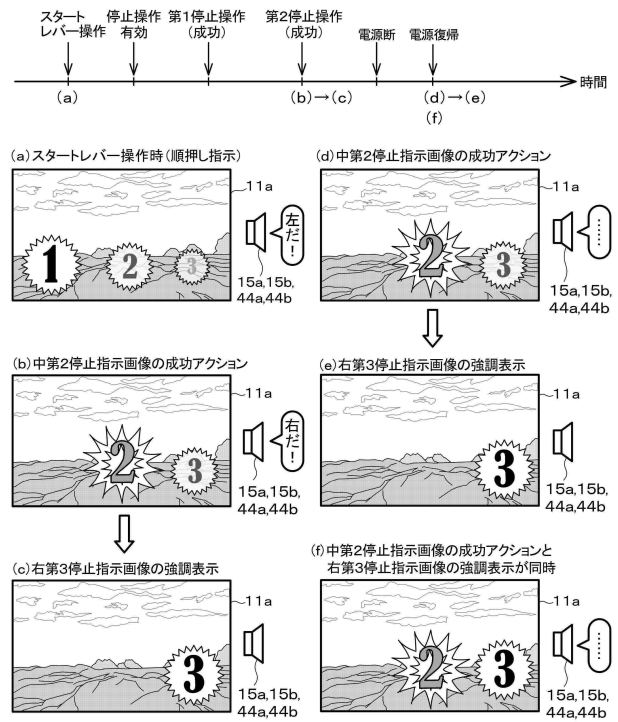 スタート
レバー操作
停止操作
有効
第1停止操作
(成功)
第2停止操作
(成功)
電源断
電源復帰
時間
(a)
(b)→(c)
(d)→(e)
(f)
(a)スタートレバー操作時(順押し指示)
11a
1
2
3
左だ!
15a,15b,
44a,44b
(b)中第2停止指示画像の成功アクション
11a
2
3
右だ!
15a,15b,
44a,44b
(c)右第3停止指示画像の強調表示
11a
3
15a,15b,
44a,44b
(d)中第2停止指示画像の成功アクション
11a
2
3
……
15a,15b,
44a,44b
(e)右第3停止指示画像の強調表示
11a
3
15a,15b,
44a,44b
(f)中第2停止指示画像の成功アクションと
右第3停止指示画像の強調表示が同時
11a
2
3
……
15a,15b,
44a,44b